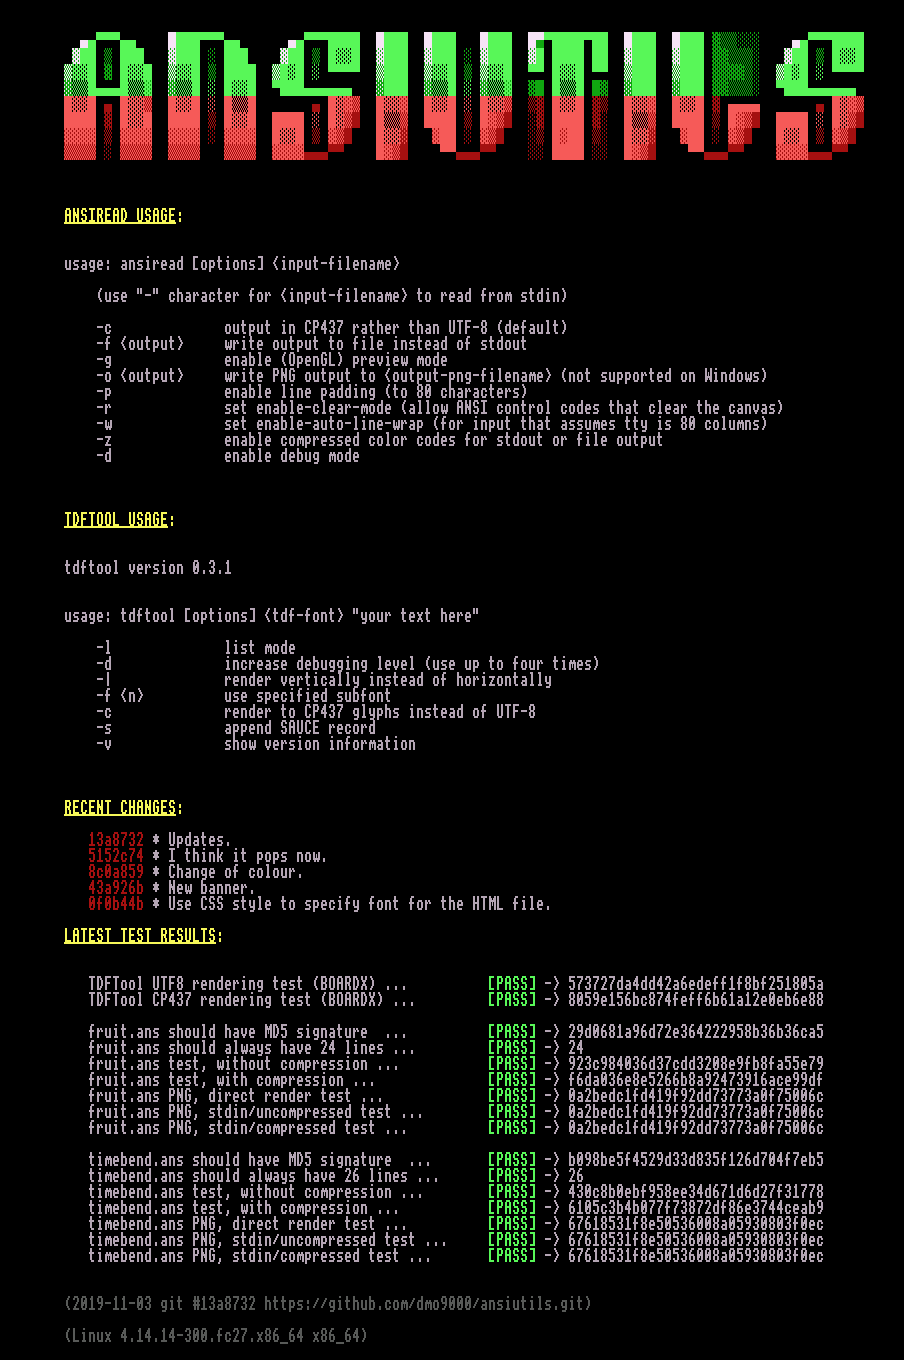 ANSIUTILS
ANSIREAD USAGE:
usage: ansiread [options] <input-filename>
(use "-" character for <input-filename> to read from stdin)
-c output in CP437 rather than UTF-8 (default)
-f <output> write output to file instead of stdout
-g enable (OpenGL) preview mode
-o <output> write PNG output to <output-png-filename> (not supported on Windows)
-p enable line padding (to 80 characters)
-r set enable-clear-mode (allow ANSI control codes that clear the canvas)
-w set enable-auto-line-wrap (for input that assumes tty is 80 columns)
-z enable compressed color codes for stdout or file output
-d enable debug mode
TDFTOOL USAGE:
tdftool version 0.3.1
usage: tdftool [options] <tdf-font> "your text here"
-l list mode
-d increase debugging level (use up to four times)
-| render vertically instead of horizontally
-f <n> use specified subfont
-c render to CP437 glyphs instead of UTF-8
-s append SAUCE record
-v show version information
RECENT CHANGES:
13a8732 * Updates.
5152c74 * I think it pops now.
8c0a859 * Change of colour.
43a926b * New banner.
0f0b44b * Use CSS style to specify font for the HTML file.
LATEST TEST RESULTS:
TDFTool UTF8 rendering test (BOARDX) ... [PASS] -> 573727da4dd42a6edeff1f8bf251805a
TDFTool CP437 rendering test (BOARDX) ... [PASS] -> 8059e156bc874feff6b61a12e0eb6e88
fruit.ans should have MD5 signature ... [PASS] -> 29d0681a96d72e364222958b36b36ca5
fruit.ans should always have 24 lines ... [PASS] -> 24
fruit.ans test, without compression ... [PASS] -> 923c984036d37cdd3208e9fb8fa55e79
fruit.ans test, with compression ... [PASS] -> f6da036e8e5266b8a92473916ace99df
fruit.ans PNG, direct render test ... [PASS] -> 0a2bedc1fd419f92dd73773a0f75006c
fruit.ans PNG, stdin/uncompressed test ... [PASS] -> 0a2bedc1fd419f92dd73773a0f75006c
fruit.ans PNG, stdin/compressed test ... [PASS] -> 0a2bedc1fd419f92dd73773a0f75006c
timebend.ans should have MD5 signature ... [PASS] -> b098be5f4529d33d835f126d704f7eb5
timebend.ans should always have 26 lines ... [PASS] -> 26
timebend.ans test, without compression ... [PASS] -> 430c8b0ebf958ee34d671d6d27f31778
timebend.ans test, with compression ... [PASS] -> 6105c3b4b077f73872df86e3744ceab9
timebend.ans PNG, direct render test ... [PASS] -> 67618531f8e50536008a05930803f0ec
timebend.ans PNG, stdin/uncompressed test ... [PASS] -> 67618531f8e50536008a05930803f0ec
timebend.ans PNG, stdin/compressed test ... [PASS] -> 67618531f8e50536008a05930803f0ec
(2019-11-03 git #13a8732 https://github.com/dmo9000/ansiutils.git)
(Linux 4.14.14-300.fc27.x86_64 x86_64)